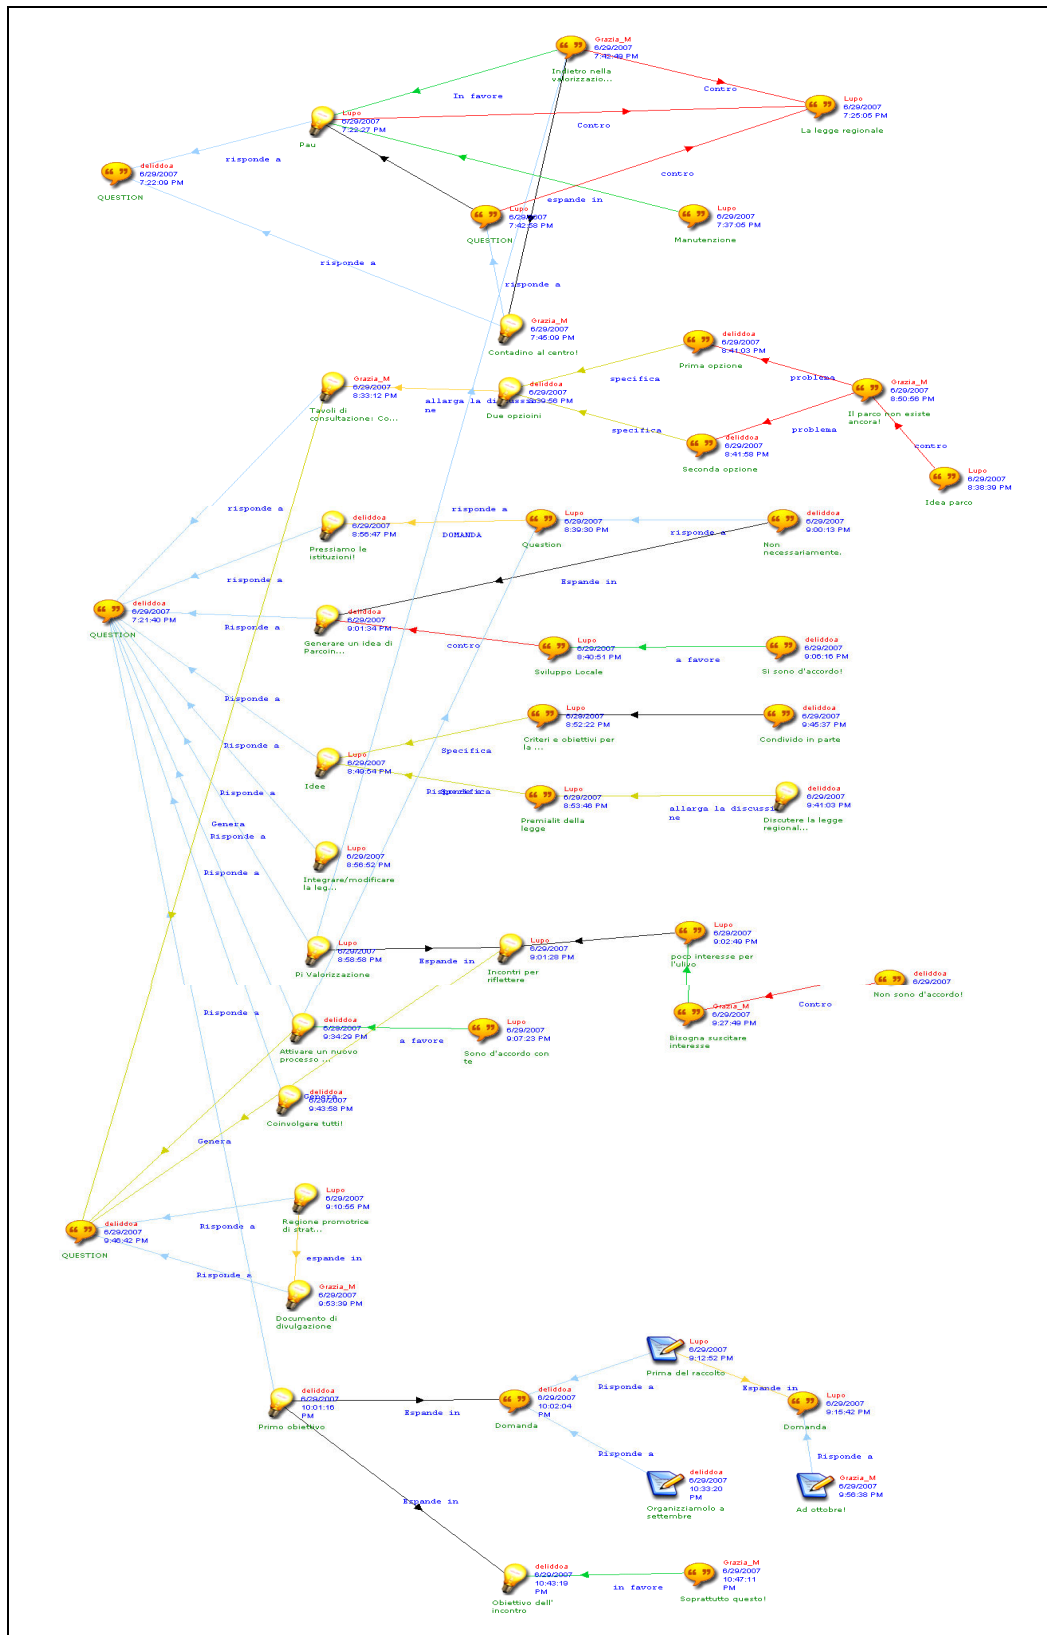 Grazia_M
6/29/2007
7:42:49 PM
Indietro nella
valorizzazio...
Contro
In favore
Lupo
6/29/2007
7:25:05 PM
La legge regionale
Lupo
6/29/2007
7:22:27 PM
Pau
Contro
risponde a
deliddoa
6/29/2007
7:22:09 PM
QUESTION
contro
espande in
Lupo
6/29/2007
7:42:58 PM
QUESTION
Lupo
6/29/2007
7:37:05 PM
Manutenzione
risponde a
risponde a
Grazia_M
6/29/2007
7:45:09 PM
Contadino al centro!
deliddoa
6/29/2007
8:41:03 PM
Prima opzione
Grazia_M
6/29/2007
8:33:12 PM
Tavoli di
consultazione: Co...
allarga la discussi
ne
deliddoa
6/29/2007
8:39:56 PM
Due opzioini
specifica
problema
Grazia_M
6/29/2007
8:50:56 PM
Il parco non esiste
ancora!
specifica
problema
deliddoa
6/29/2007
8:41:58 PM
Seconda opzione
contro
Lupo
6/29/2007
8:38:39 PM
Idea parco
risponde a
deliddoa
6/29/2007
8:56:47 PM
Pressiamo le
istituzioni!
risponde a
DOMANDA
Lupo
6/29/2007
8:39:30 PM
Question
risponde a
deliddoa
6/29/2007
9:00:13 PM
Non
necessariamente.
risponde a
Espande in
deliddoa
6/29/2007
7:21:40 PM
QUESTION
Risponde a
deliddoa
6/29/2007
9:01:34 PM
Generare un idea di
Parcoin...
contro
Lupo
6/29/2007
8:40:51 PM
Sviluppo Locale
a favore
deliddoa
6/29/2007
9:06:16 PM
Si sono d'accordo!
Risponde a
Lupo
6/29/2007
8:52:22 PM
Criteri e obiettivi per
la ...
deliddoa
6/29/2007
9:45:37 PM
Condivido in parte
Risponde a
Lupo
6/29/2007
8:49:54 PM
Idee
Specifica
Risponde a
Specifica
Lupo
6/29/2007
8:53:46 PM
Premialit della
legge
allarga la discussi
ne
deliddoa
6/29/2007
9:41:03 PM
Discutere la legge
regional...
Risponde a
Genera
Risponde a
Lupo
6/29/2007
8:56:52 PM
Integrare/modificare
la leg...
Risponde a
Lupo
6/29/2007
8:58:58 PM
Pi Valorizzazione
Espande in
Lupo
6/29/2007
9:01:28 PM
Incontri per
riflettere
Lupo
6/29/2007
9:02:49 PM
poco interesse per
l'ulivo
deliddoa
6/29/2007
Non sono d'accordo!
Contro
Grazia_M
6/29/2007
9:27:49 PM
Bisogna suscitare
interesse
Risponde a
deliddoa
6/29/2007
9:34:29 PM
Attivare un nuovo
processo ...
a favore
Lupo
6/29/2007
9:07:23 PM
Sono d'accordo con
te
deliddoa
6/29/2007
9:43:58 PM
Coinvolgere tutti!
Genera
Genera
Lupo
6/29/2007
9:10:55 PM
Regione promotrice
di strat...
Risponde a
deliddoa
6/29/2007
9:46:42 PM
QUESTION
espande in
Risponde a
Grazia_M
6/29/2007
9:53:39 PM
Documento di
divulgazione
Lupo
6/29/2007
9:12:52 PM
Prima del raccolto
Risponde a
Espande in
deliddoa
6/29/2007
10:01:16
PM
Primo obiettivo
Espande in
deliddoa
6/29/2007
10:02:04
PM
Domanda
Lupo
6/29/2007
9:15:42 PM
Domanda
Risponde a
Risponde a
deliddoa
6/29/2007
10:33:20
PM
Organizziamolo a
settembre
Grazia_M
6/29/2007
9:56:38 PM
Ad ottobre!
Espande in
deliddoa
6/29/2007
10:43:19
PM
Obiettivo dell'
incontro
in favore
Grazia_M
6/29/2007
10:47:11
PM
Soprattutto questo!